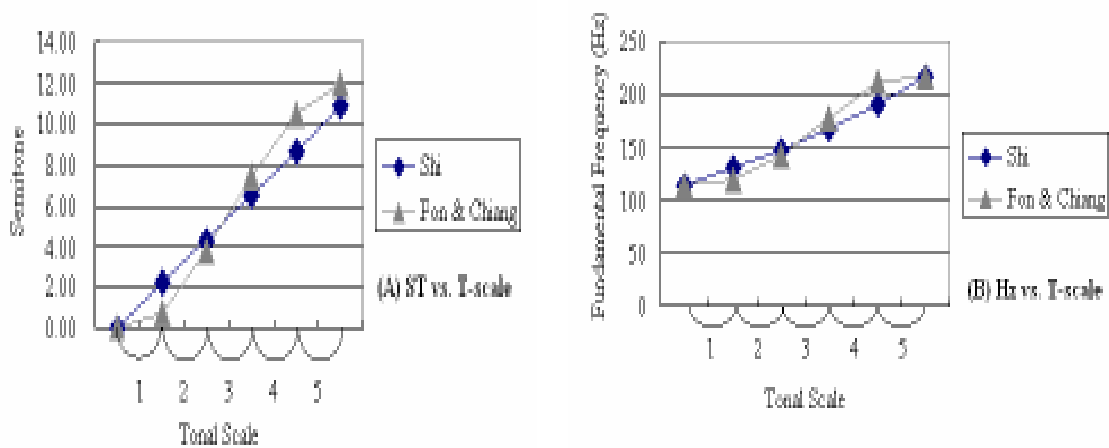 14.00
12.00
10.00
8.00
6.00
4.00
2.00
0.00
Semitone
1 2 3 4 5
Tonal Scale
Shi
Fon & Chiang
(A) ST vs. T-scale
250
200
150
100
50
0
Fundamental Frequency (Hz)
1 2 3 4 5
Tonal Scale
Shi
Fon & Chiang
(B) Hz vs. T-scale